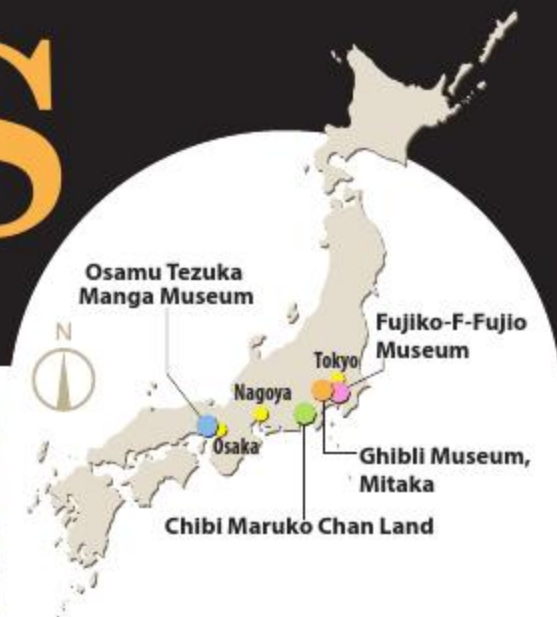 S
Osamu Tezuka
Manga Museum
N
Fujiko-F-Fujio
Museum
Tokyo
Nagoya
Osaka
Ghibli Museum,
Mitaka
Chibi Maruko Chan Land